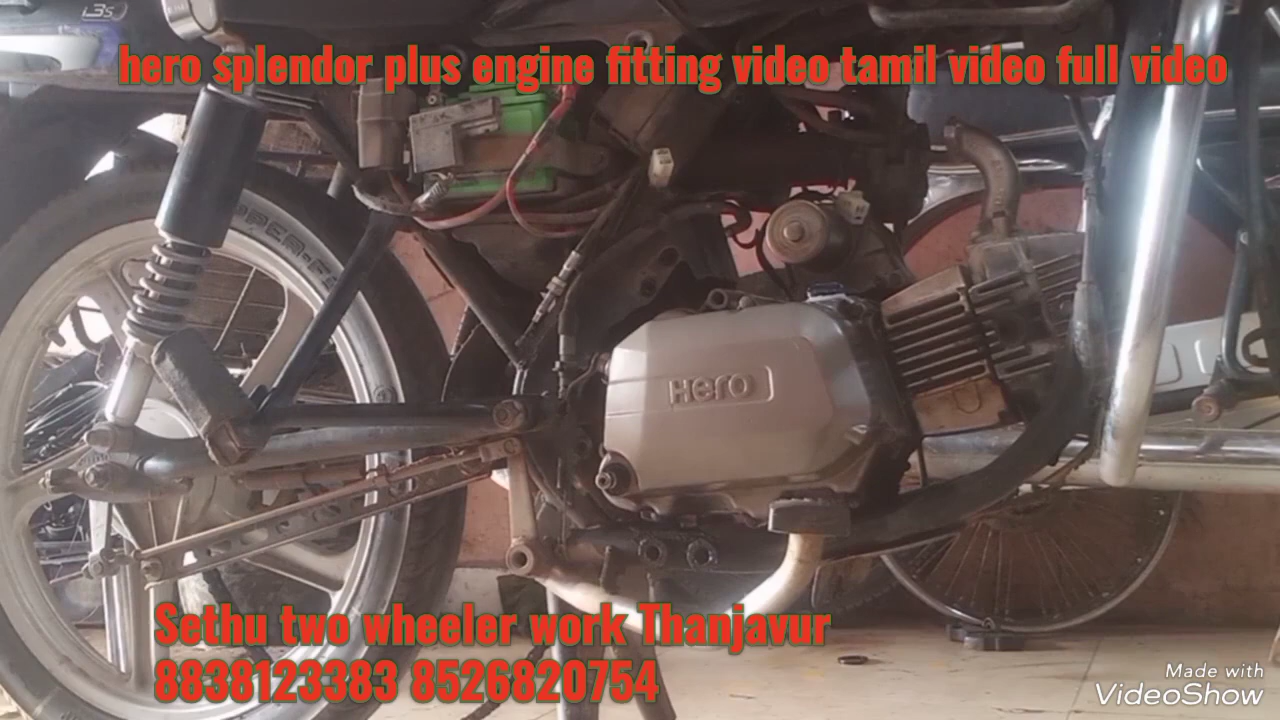 i3s
hero splendor plus engine fitting video tamil video full video
Hero
Sethu two wheeler work Thanjavur
8838123383 8526820754
Made with
VideoShow